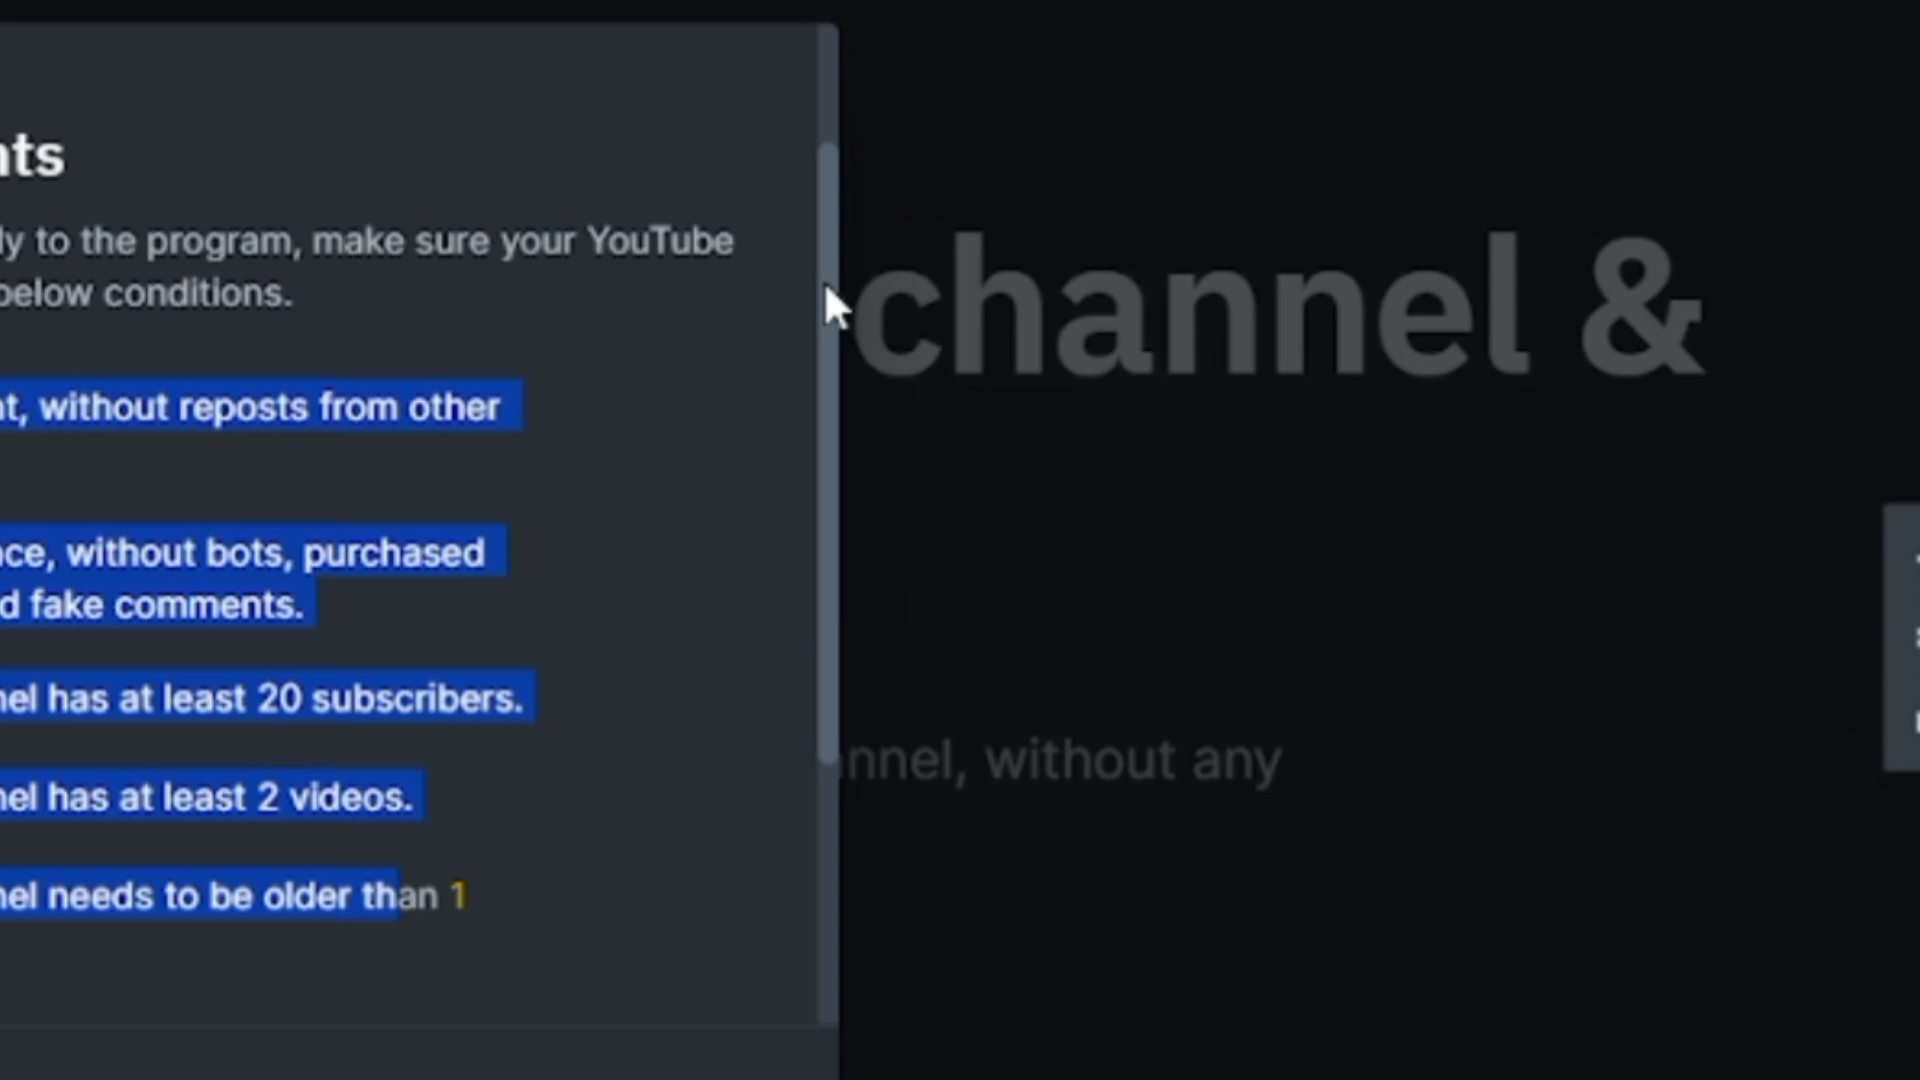 nts
ly to the program, make sure your YouTube
below conditions.
nt, without reposts from other
nce, without bots, purchased
d fake comments.
nel has at least 20 subscribers.
nel has at least 2 videos.
nel needs to be older than 1
channel &
annel, without any